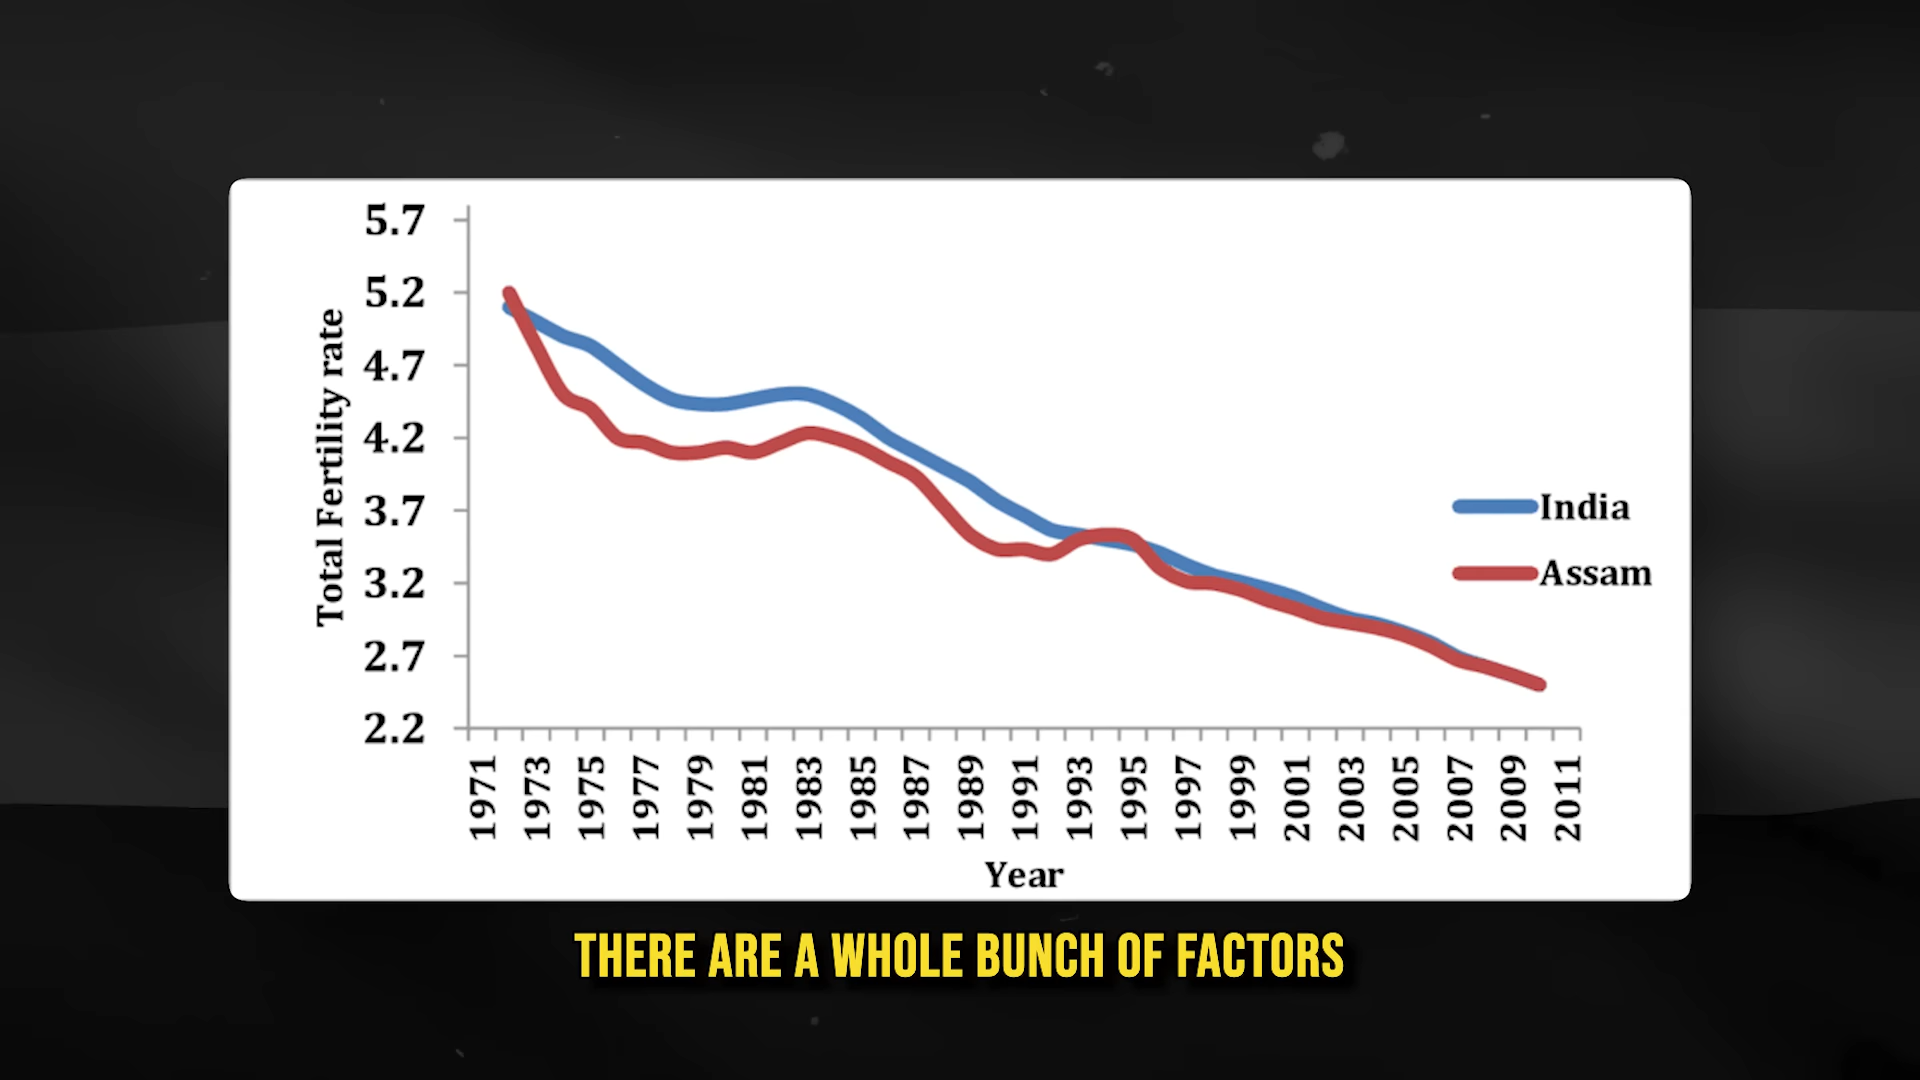 5.7
5.2
4.7
4.2
3.7
3.2
2.7
2.2
Total Fertility rate
India
Assam
1971 1973 1975 1977 1979 1981 1983 1985 1987 1989 1991 1993 1995 1997 1999 2001 2003 2005 2007 2009 2011
Year
THERE ARE A WHOLE BUNCH OF FACTORS